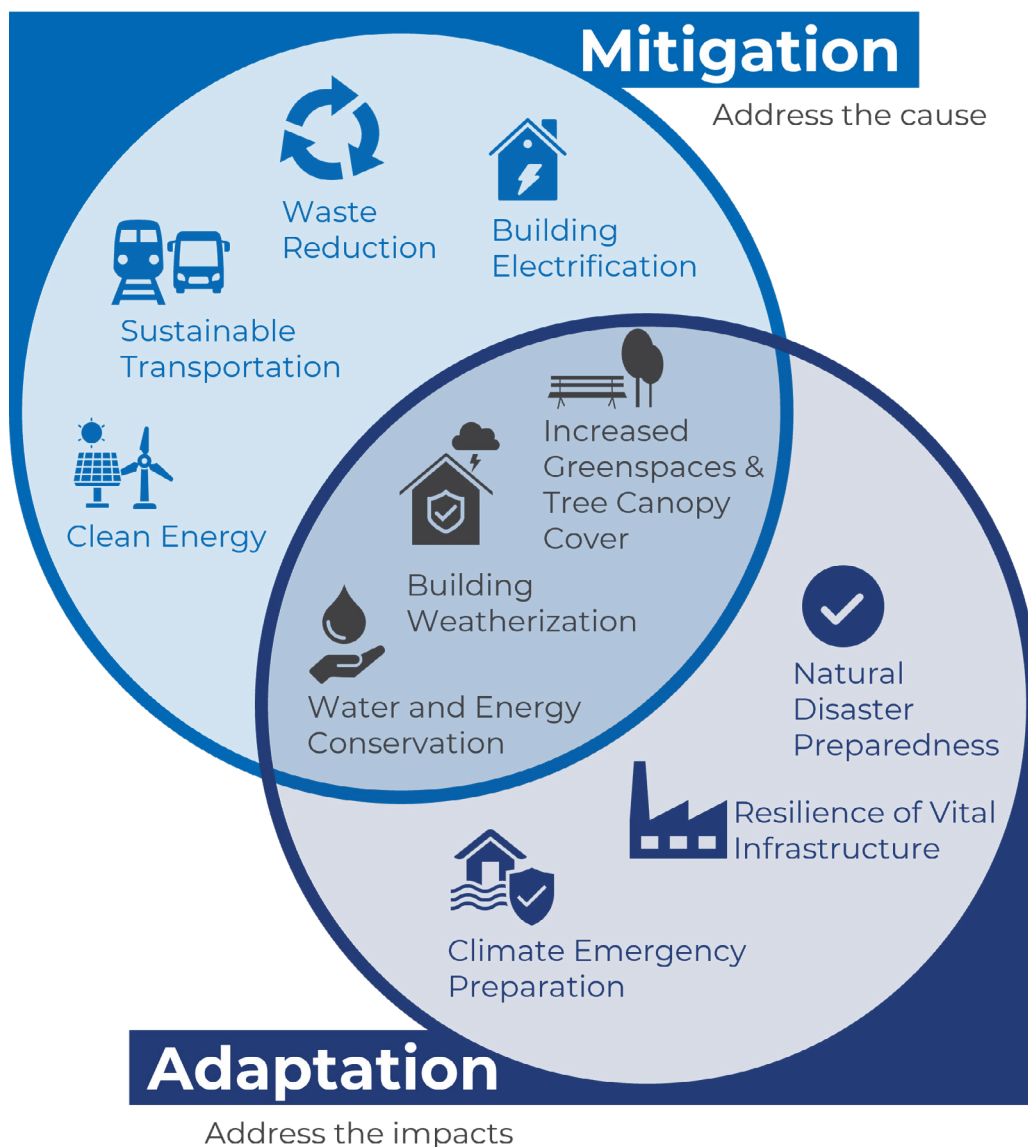 Mitigation
Address the cause
Waste
Reduction
Building
Electrification
Sustainable
Transportation
Clean Energy
Increased
Greenspaces &
Tree Canopy
Cover
Building
Weatherization
Water and Energy
Conservation
Natural
Disaster
Preparedness
Resilience of Vital
Infrastructure
Climate Emergency
Preparation
Adaptation
Address the impacts